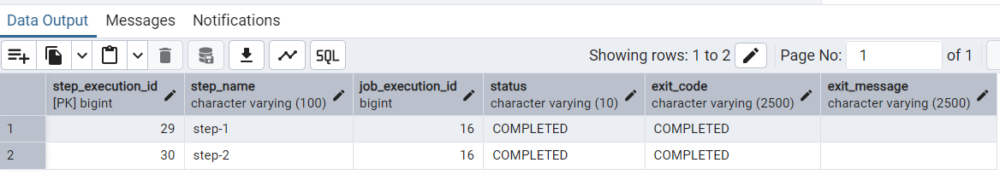 Data Output Messages Notifications
SQL Showing rows: 1 to 2 Page No: 1 of 1
step_execution_id step_name job_execution_id status exit_code exit_message
[PK] bigint character varying (100) bigint character varying (10) character varying (2500) character varying (2500)
1 29 step-1 16 COMPLETED COMPLETED
2 30 step-2 16 COMPLETED COMPLETED